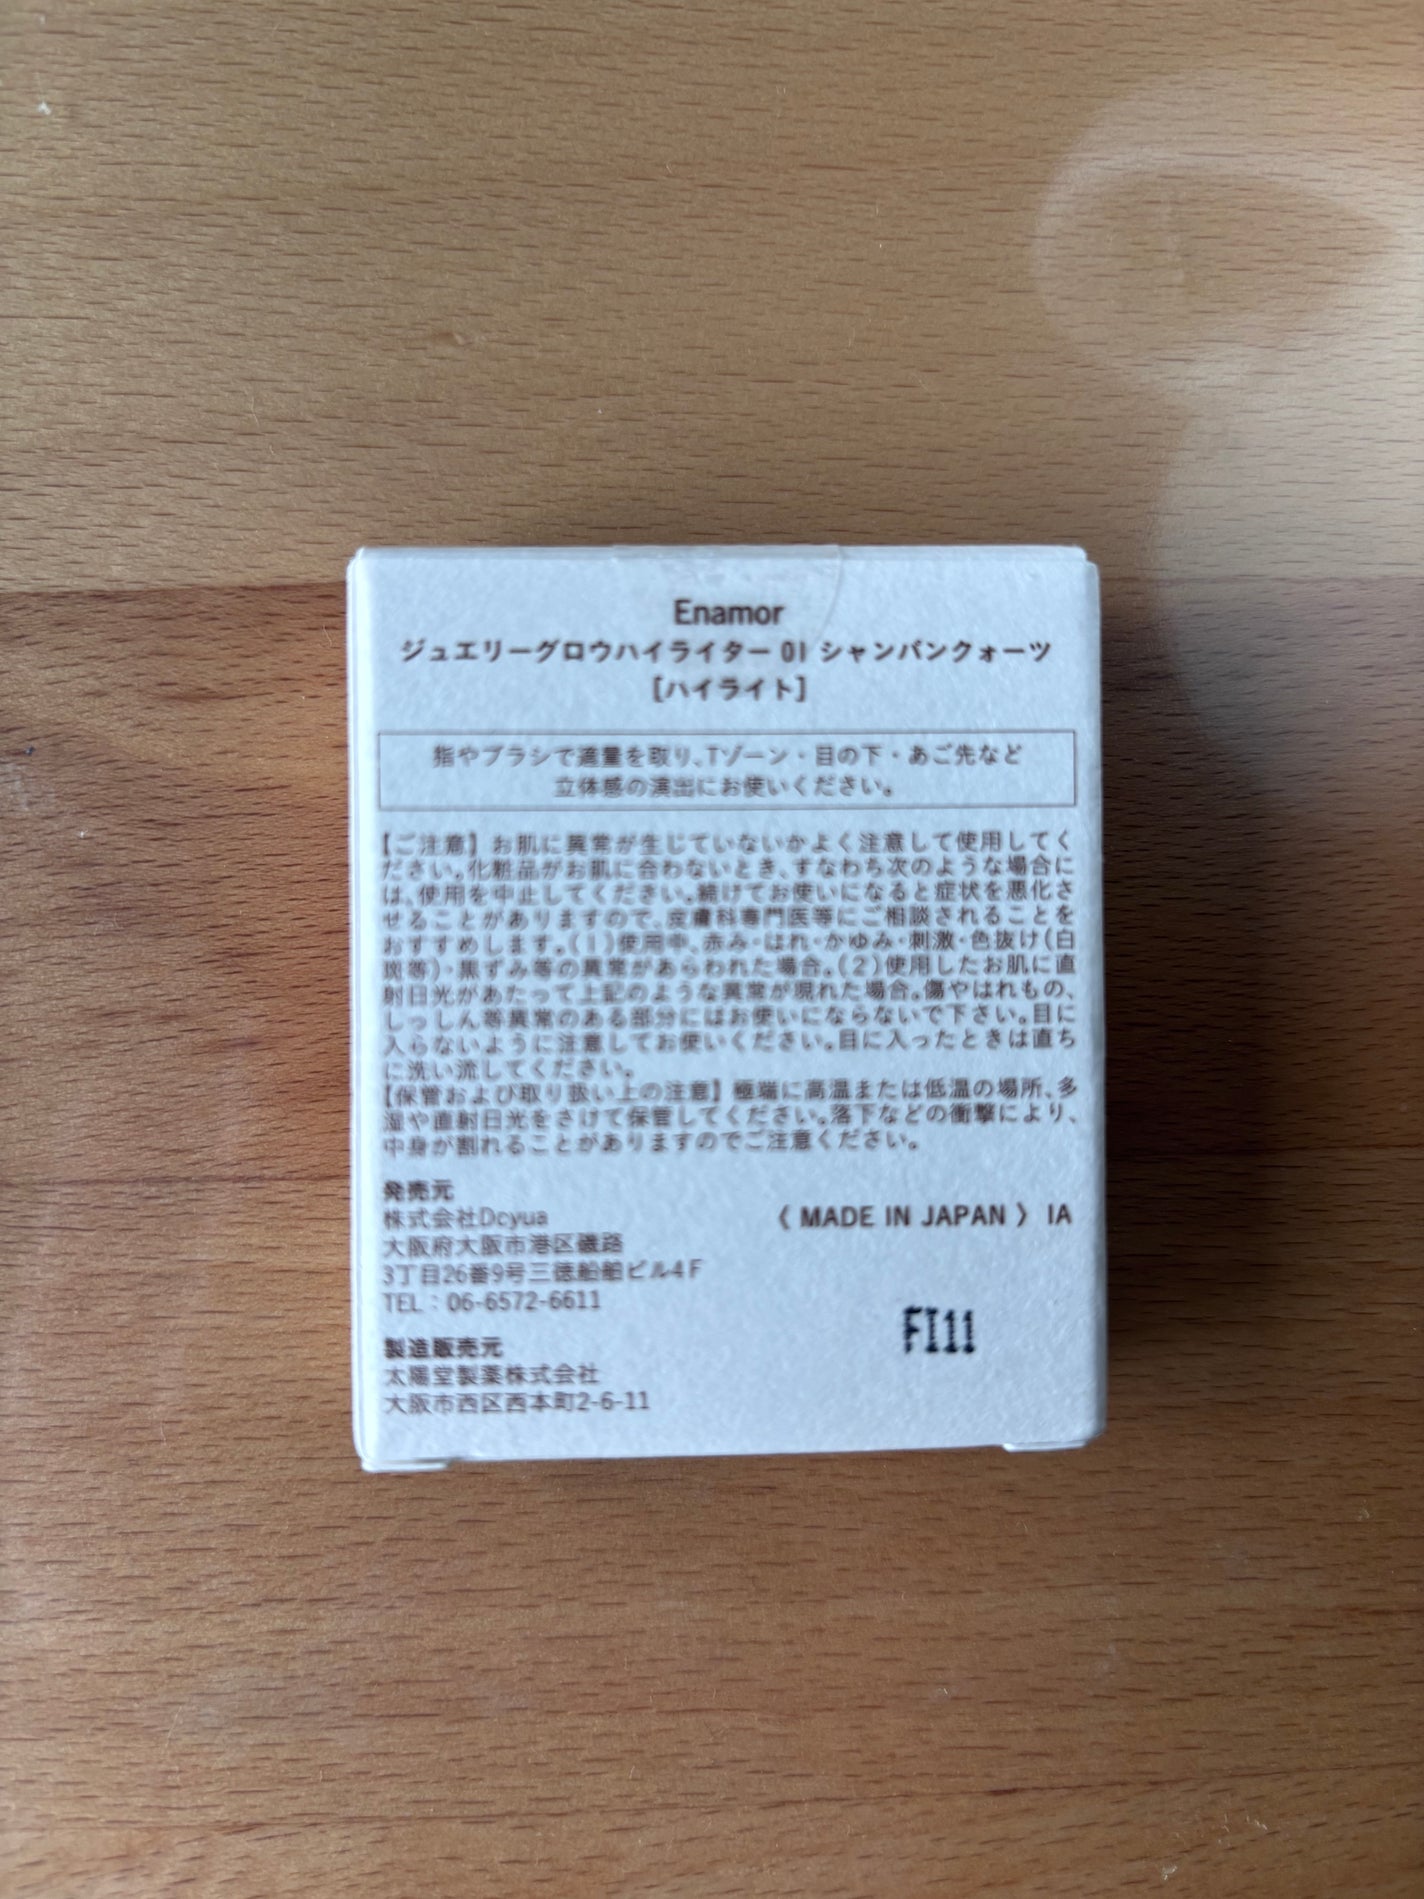 Enamor
ジュエリーグロウハイライター 01 シャンパンクォーツ
[ハイライト]
指やブラシで適量を取り、Tゾーン・目の下・あご先など
立体感の演出にお使いください。
【ご注意】お肌に異常が生じていないかよく注意して使用してく
ださい。化粧品がお肌に合わないとき、すなわち次のような場合に
は、使用を中止してください。続けてお使いになると症状を悪化さ
せることがありますので、皮膚科専門医等にご相談されることを
おすすめします。(1)使用中、赤み・はれ・かゆみ・刺激・色抜け(白
斑等)・黒ずみ等の異常があらわれた場合。(2)使用したお肌に直
射日光があたって上記のような異常が現れた場合。傷やはれもの、
しっしん等異常のある部分にはお使いにならないで下さい。目に
入らないように注意してお使いください。目に入ったときは直ち
に洗い流してください。
【保管および取り扱い上の注意】極端に高温または低温の場所、多
湿や直射日光をさけて保管してください。落下などの衝撃により、
中身が割れることがありますのでご注意ください。
発売元
株式会社Dcyua
大阪府大阪市港区磯路
3丁目26番9号三徳船舶ビル4F
TEL：06-6572-6611
《 MADE IN JAPAN 》 IA
FI11
製造販売元
太陽堂製薬株式会社
大阪市西区西本町2-6-11